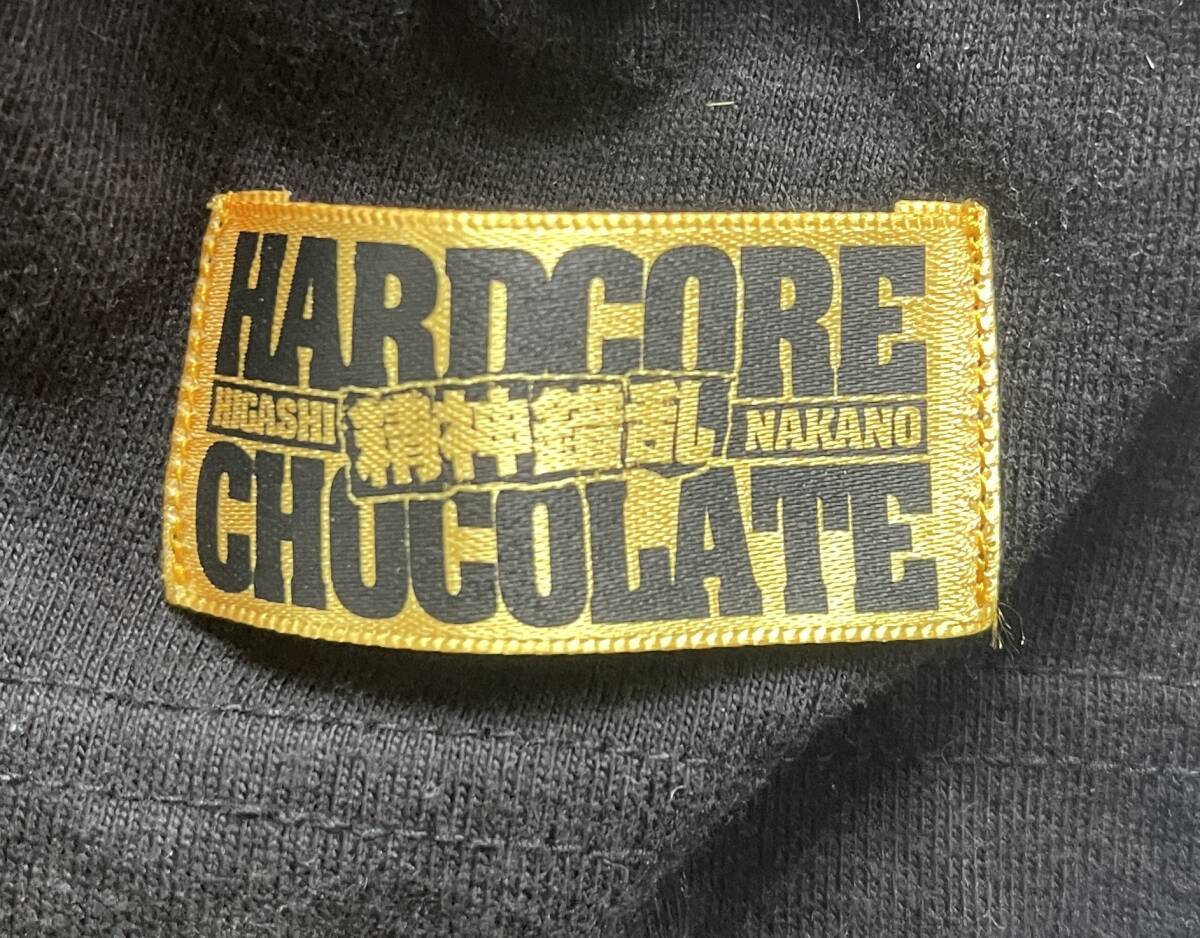 HARDCORE
HIGASHI 精神錯乱 NAKANO
CHOCOLATE